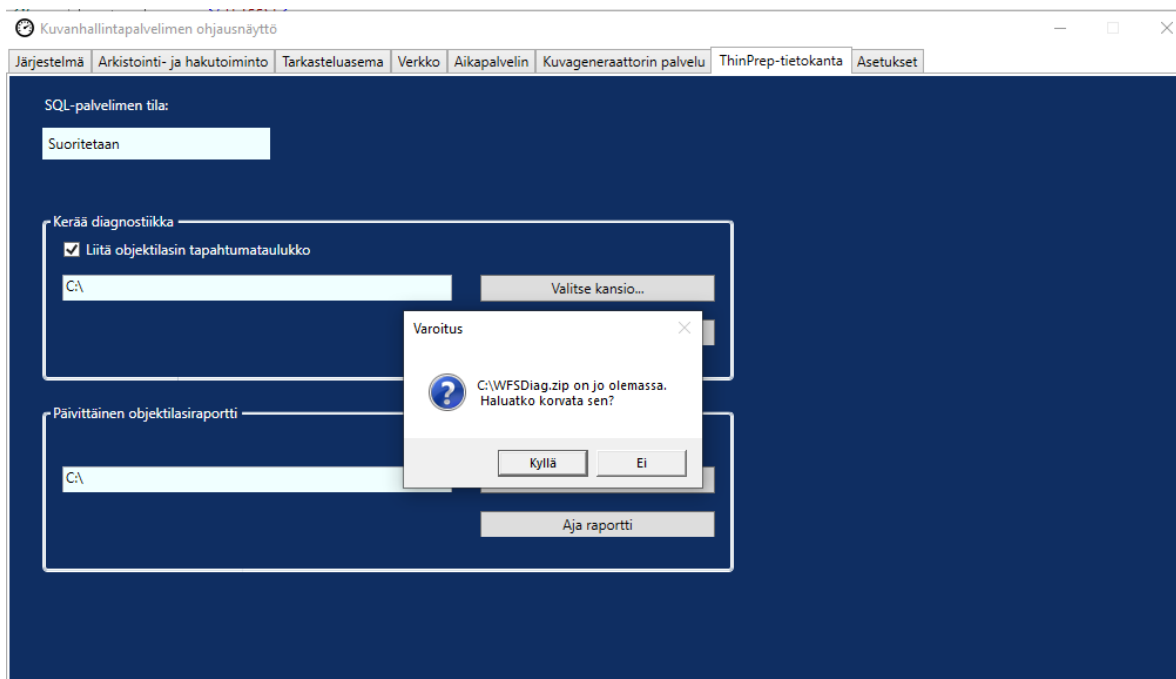 Kuvanhallintapalvelimen ohjausnäyttö
Järjestelmä Arkistointi- ja hakutoiminto Tarkasteluasema Verkko Aikapalvelin Kuvageneraattorin palvelu ThinPrep-tietokanta Asetukset
SQL-palvelimen tila:
Suoritetaan
Kerää diagnostiikka
Liitä objektilasin tapahtumataulukko
C:\
Valitse kansio...
Varoitus
C:\WFSDiag.zip on jo olemassa.
Haluatko korvata sen?
Kyllä Ei
Päivittäinen objektilasiraportti
C:\
Aja raportti